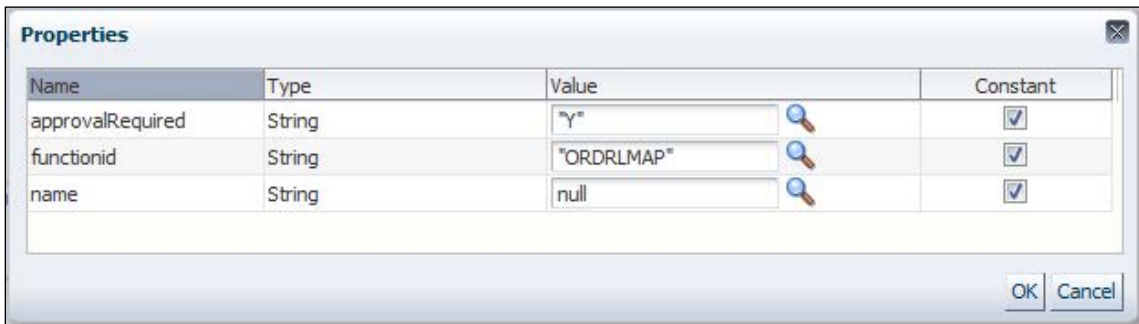 Properties
Name Type Value Constant
approvalRequired String "Y"
functionid String "ORDRLMAP"
name String null
OK Cancel